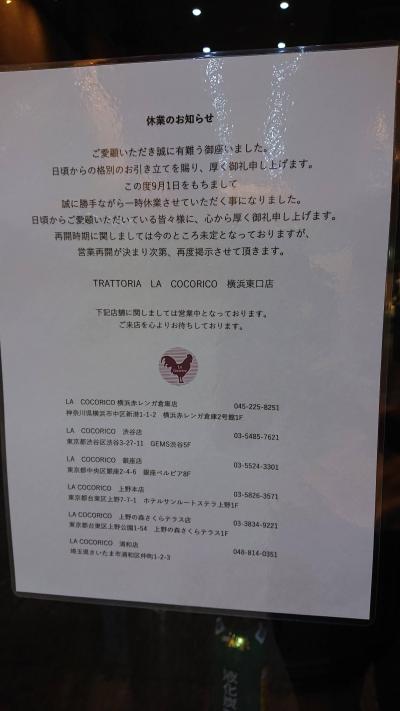 休業のお知らせ
ご愛顧いただき誠に有難う御座いました。
日頃からの格別のお引き立てを賜り、厚く御礼申し上げます。
この度9月1日をもちまして
誠に勝手ながら一時休業させていただく事になりました。
日頃からご愛顧いただいている皆々様に、心から厚く御礼申し上げます。
再開時期に関しましては今のところ未定となっておりますが、
営業再開が決まり次第、再度掲示させて頂きます。
TRATTORIA LA COCORICO 横浜東口店
下記店舗に関しましては営業中となっております。
ご来店を心よりお待ちしております。
La Cocorico
LA COCORICO 横浜赤レンガ倉庫店 045-225-8251
神奈川県横浜市中区新港1-1-2 横浜赤レンガ倉庫2号館1F
LA COCORICO 渋谷店 03-5485-7621
東京都渋谷区渋谷3-27-11 GEMS渋谷5F
LA COCORICO 銀座店 03-5524-3301
東京都中央区銀座2-4-6 銀座ベルビア8F
LA COCORICO 上野本店 03-5826-3571
東京都台東区上野7-7-1 ホテルサンルートステラ上野1F
LA COCORICO 上野の森さくらテラス店 03-3834-9221
東京都台東区上野公園1-54 上野の森さくらテラス1F
LA COCORICO 浦和店 048-814-0351
埼玉県さいたま市浦和区仲町1-2-3
液化炭